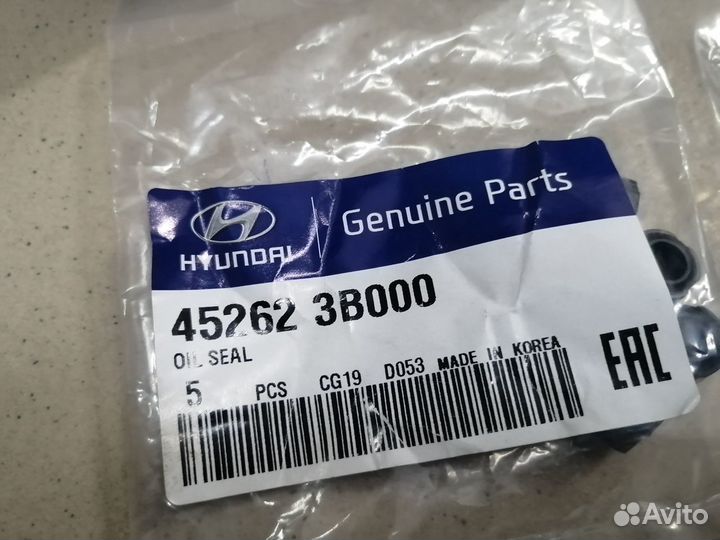 HYUNDAI
Genuine Parts
45262 3B000
OIL SEAL
5 PCS CG19 D053 MADE IN KOREA
EAC
Avito